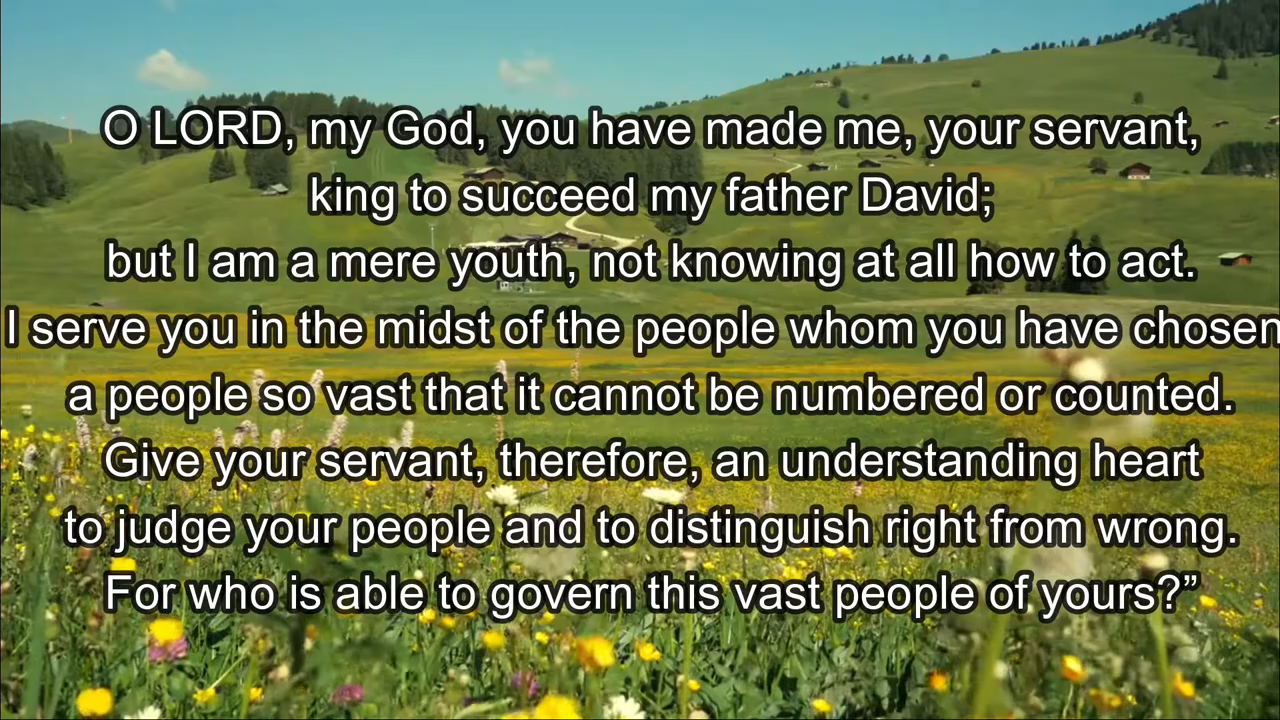 O LORD, my God, you have made me, your servant,
king to succeed my father David;
but I am a mere youth, not knowing at all how to act.
I serve you in the midst of the people whom you have chosen
a people so vast that it cannot be numbered or counted.
Give your servant, therefore, an understanding heart
to judge your people and to distinguish right from wrong.
For who is able to govern this vast people of yours?”